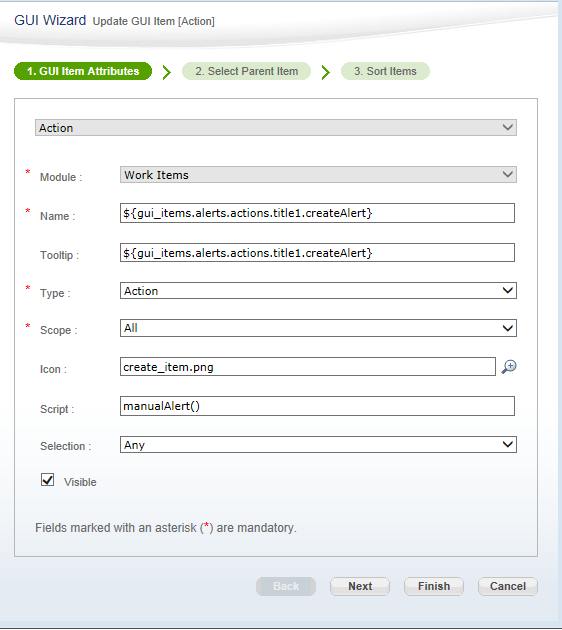 GUI Wizard Update GUI Item [Action]
1. GUI Item Attributes 2. Select Parent Item 3. Sort Items
Action
* Module : Work Items
* Name : ${gui_items.alerts.actions.title1.createAlert}
Tooltip : ${gui_items.alerts.actions.title1.createAlert}
* Type : Action
* Scope : All
Icon : create_item.png
Script : manualAlert()
Selection : Any
Visible
Fields marked with an asterisk (*) are mandatory.
Back Next Finish Cancel